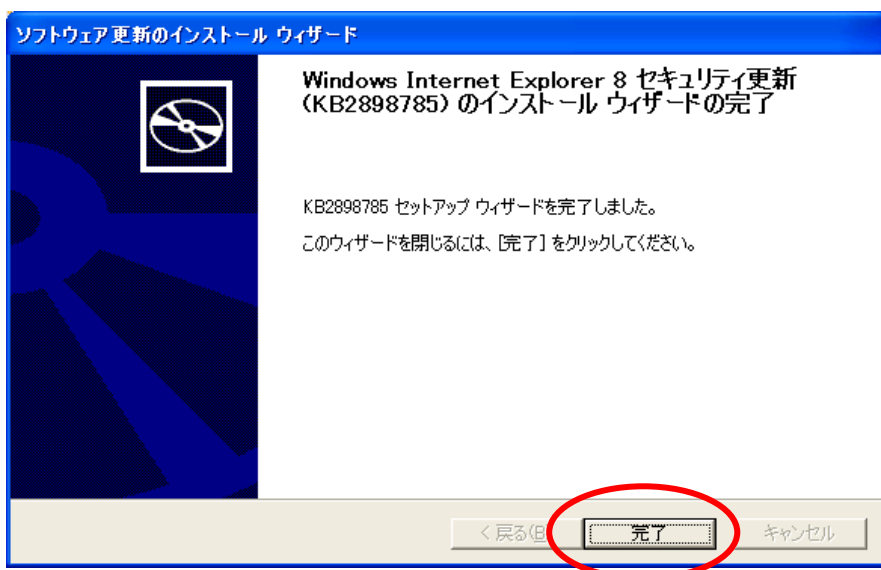 ソフトウェア更新のインストール ウィザード
Windows Internet Explorer 8 セキュリティ更新
(KB2898785) のインストール ウィザードの完了
KB2898785 セットアップ ウィザードを完了しました。
このウィザードを閉じるには、[完了] をクリックしてください。
< 戻る(B 完了 キャンセル